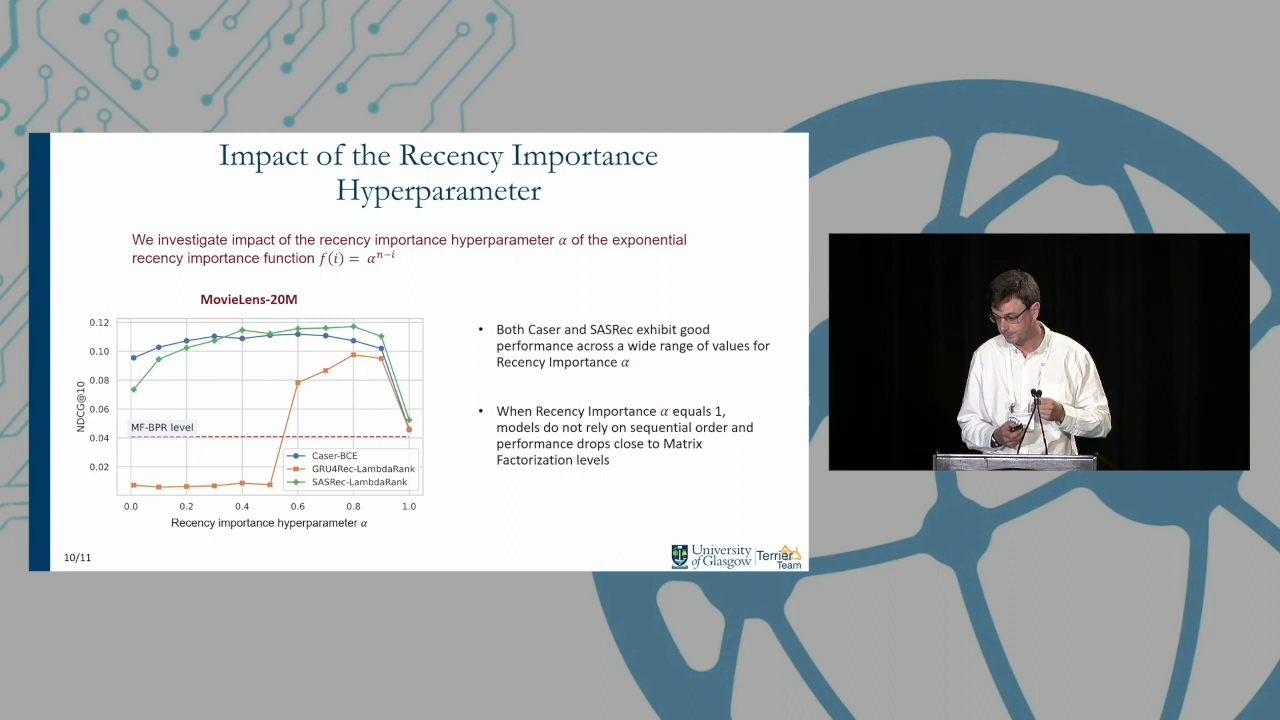 Impact of the Recency Importance
Hyperparameter
We investigate impact of the recency importance hyperparameter α of the exponential
recency importance function f(i) = α^{n-i}
MovieLens-20M
0.12
0.10
0.08
0.06
0.04
0.02
NDCG@10
MF-BPR level
Caser-BCE
GRU4Rec-LambdaRank
SASRec-LambdaRank
0.0 0.2 0.4 0.6 0.8 1.0
Recency importance hyperparameter α
• Both Caser and SASRec exhibit good
performance across a wide range of values for
Recency Importance α
• When Recency Importance α equals 1,
models do not rely on sequential order and
performance drops close to Matrix
Factorization levels
10/11
University
of Glasgow
Terrier
Team